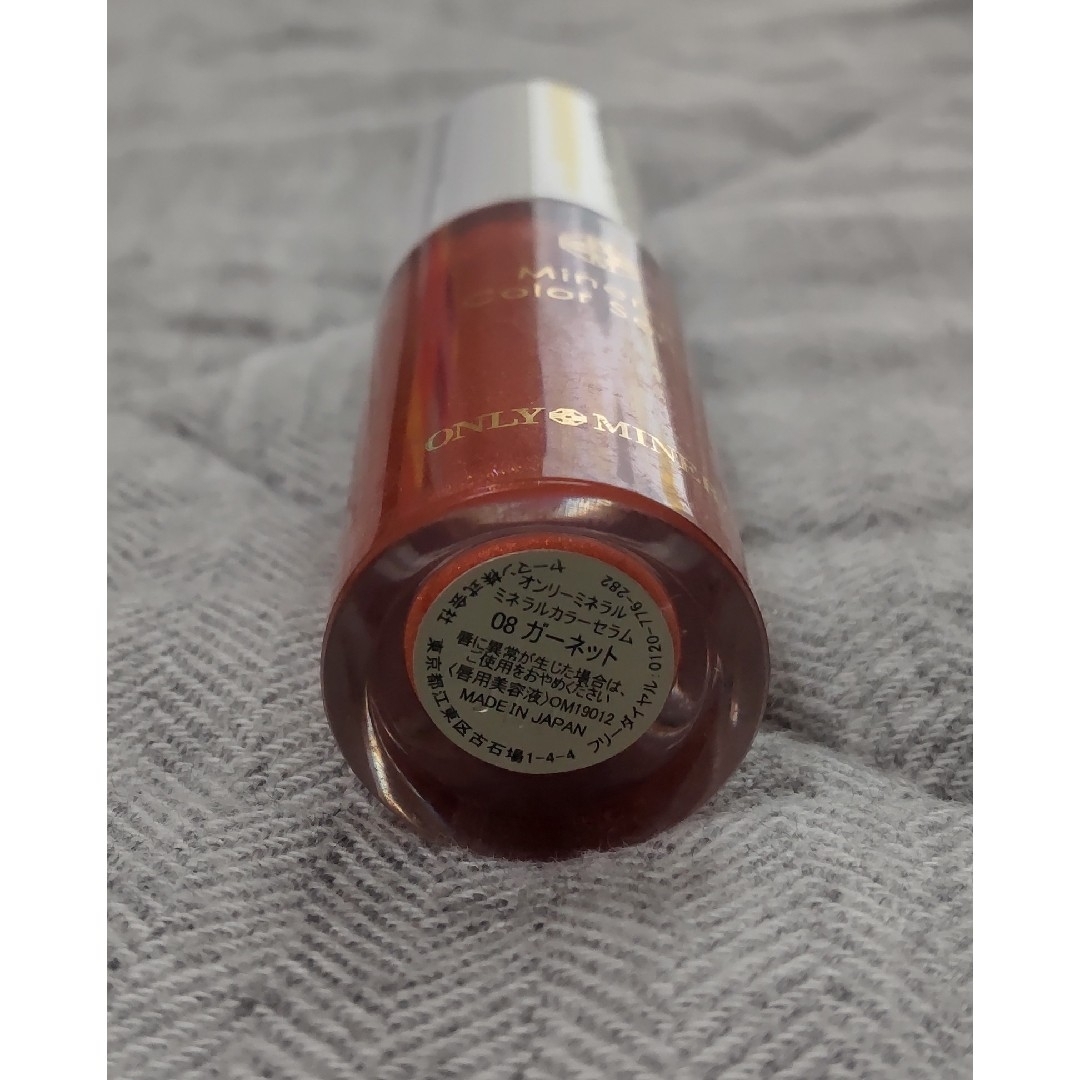 Color
ONLY
オンリーミネラル
ミネラルカラーセラム
08 ガーネット
唇に異常が生じた場合は、
ご使用をおやめください
〈唇用美容液〉OM19012
MADE IN JAPAN
ヤーマン株式会社 東京都江東区古石場1-4-4 フリーダイヤル:0120-776-282